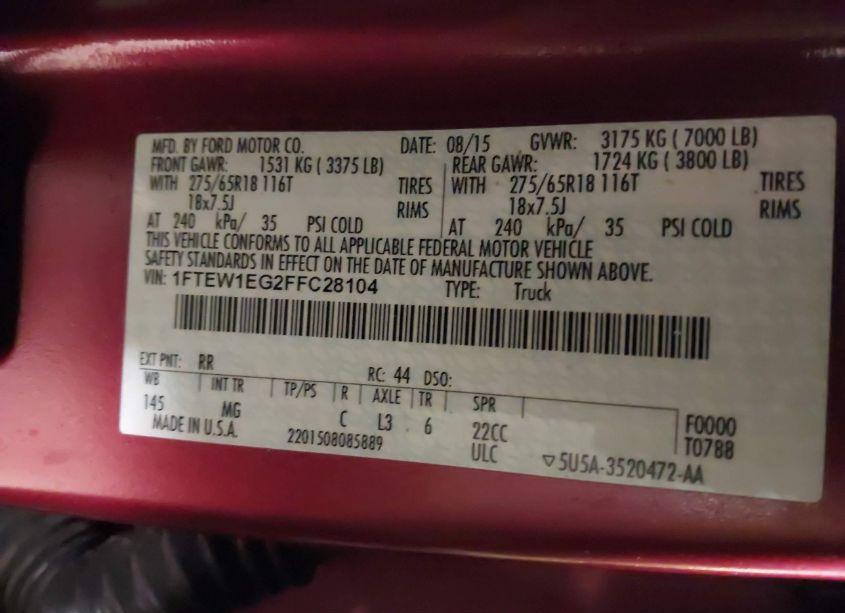 MFD. BY FORD MOTOR CO. DATE: 08/15 GVWR: 3175 KG ( 7000 LB)
FRONT GAWR: 1531 KG ( 3375 LB) REAR GAWR: 1724 KG ( 3800 LB)
WITH 275/65R18 116T TIRES WITH 275/65R18 116T TIRES
18x7.5J RIMS 18x7.5J RIMS
AT 240 kPa/ 35 PSI COLD AT 240 kPa/ 35 PSI COLD
THIS VEHICLE CONFORMS TO ALL APPLICABLE FEDERAL MOTOR VEHICLE
SAFETY STANDARDS IN EFFECT ON THE DATE OF MANUFACTURE SHOWN ABOVE.
VIN: 1FTEW1EG2FFC28104 TYPE: Truck
EXT PNT: RR RC: 44 DSO:
WB INT TR TP/PS R AXLE TR SPR
145 MG C L3 6 22CC F0000
MADE IN U.S.A. 2201508085889 ULC T0788
▽5U5A-3520472-AA